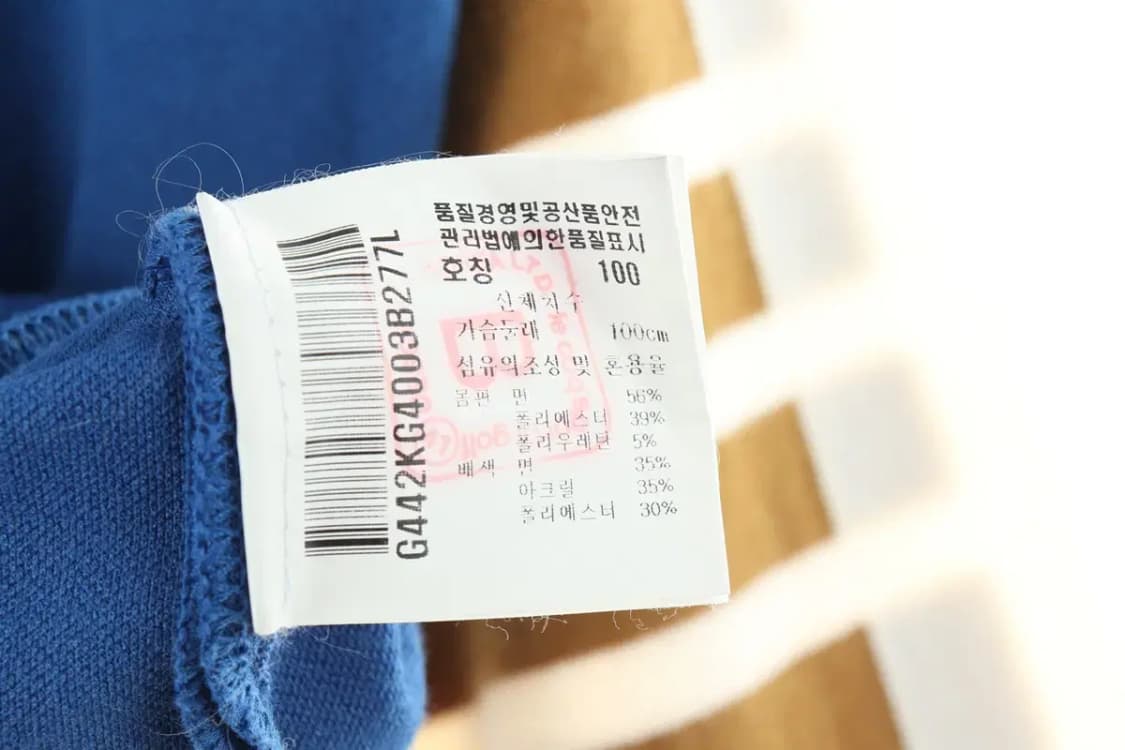 품질경영및공산품안전
관리법에의한품질표시
호칭 100
신체치수
가슴둘레 100cm
섬유의조성 및 혼용율
몸판 면 56%
폴리에스터 39%
폴리우레탄 5%
배색 면 35%
아크릴 35%
폴리에스터 30%
G442KG4003B277L